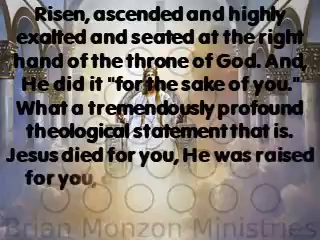 Risen, ascended and highly
exalted and seated at the right
hand of the throne of God. And,
He did it "for the sake of you."
What a tremendously profound
theological statement that is.
Jesus died for you, He was raised
for you,
Brian Monzon Ministries